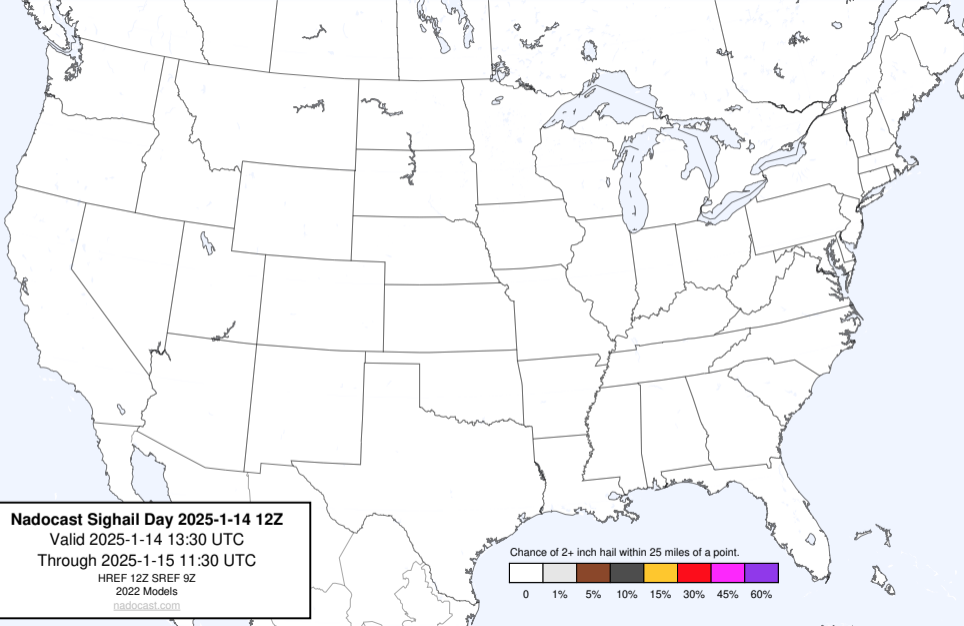 Nadocast Sighail Day 2025-1-14 12Z
Valid 2025-1-14 13:30 UTC
Through 2025-1-15 11:30 UTC
HREF 12Z SREF 9Z
2022 Models
nadocast.com
Chance of 2+ inch hail within 25 miles of a point.
0 1% 5% 10% 15% 30% 45% 60%